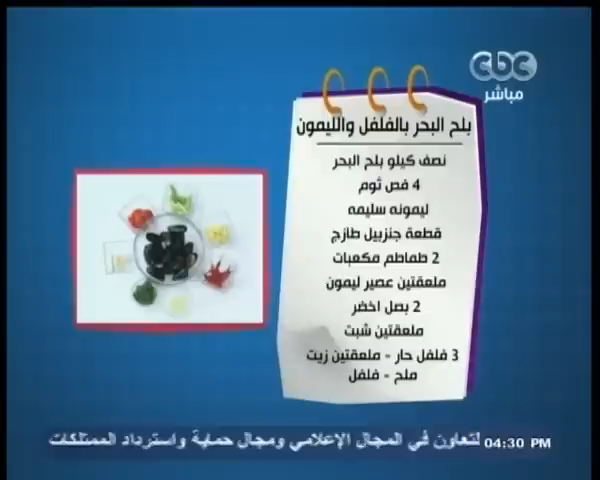 cbc
مباشر
بلح البحر بالفلفل والليمون
نصف كيلو بلح البحر
4 فص ثوم
ليمونه سليمه
قطعة جنزبيل طازج
2 طماطم مكعبات
ملعقتين عصير ليمون
2 بصل اخضر
ملعقتين شبت
3 فلفل حار - ملعقتين زيت
ملح - فلفل
لتعاون في المجال الإعلامي ومجال حماية واسترداد الممتلكات
04:30 PM